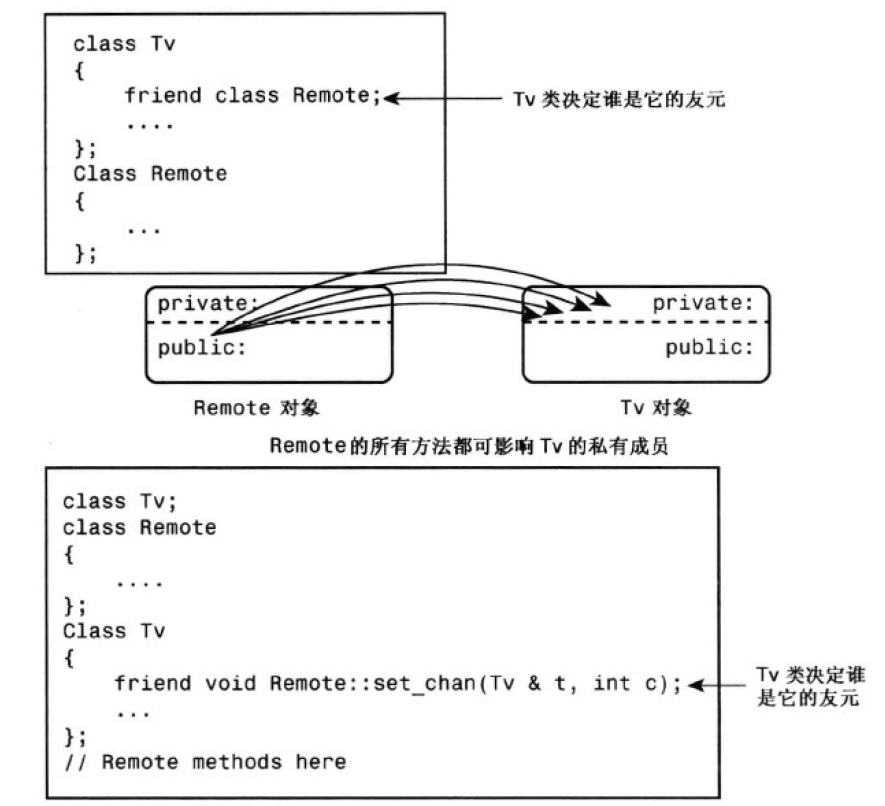 class Tv
{
friend class Remote;
Tv 类决定谁是它的友元
....
};
Class Remote
{
...
};
private:
private:
public:
public:
Remote 对象
Tv 对象
Remote的所有方法都可影响 Tv 的私有成员
class Tv;
class Remote
{
....
};
Class Tv
{
friend void Remote::set_chan(Tv & t, int c);
Tv 类决定谁
是它的友元
...
};
// Remote methods here